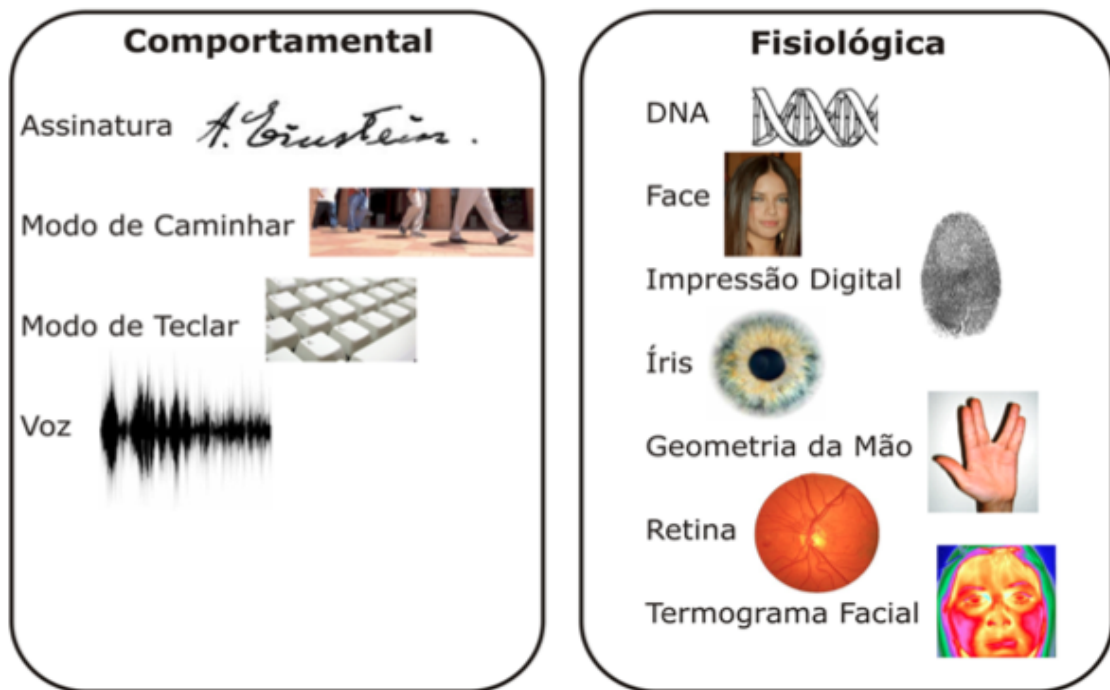 Comportamental
Assinatura
A. Einstein.
Modo de Caminhar
Modo de Teclar
Voz
Fisiológica
DNA
Face
Impressão Digital
Íris
Geometria da Mão
Retina
Termograma Facial